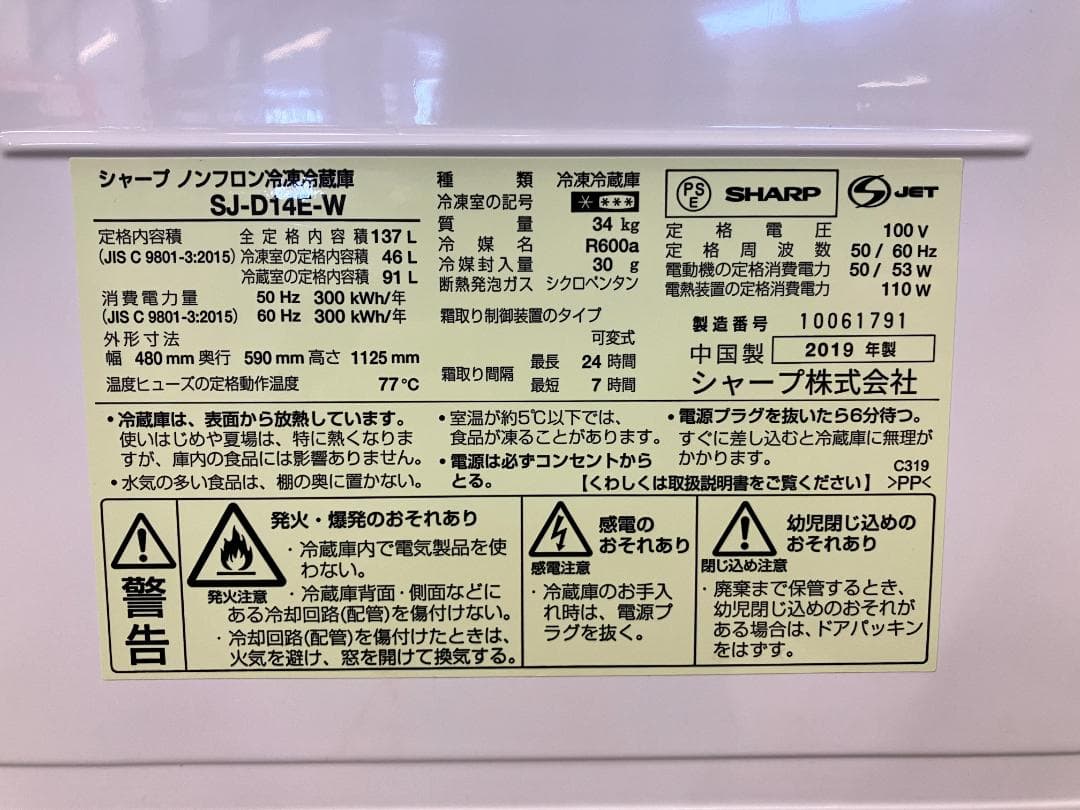 シャープ ノンフロン冷凍冷蔵庫
SJ-D14E-W
定格内容積 全定格内容積 137 L
(JIS C 9801-3:2015) 冷凍室の定格内容積 46 L
冷蔵室の定格内容積 91 L
消費電力量 50 Hz 300 kWh/年
(JIS C 9801-3:2015) 60 Hz 300 kWh/年
外形寸法
幅 480 mm 奥行 590 mm 高さ 1125 mm
温度ヒューズの定格動作温度 77℃
種類 冷凍冷蔵庫
冷凍室の記号 * ***
質量 34 kg
冷媒名 R600a
冷媒封入量 30 g
断熱発泡ガス シクロペンタン
霜取り制御装置のタイプ
可変式
霜取り間隔 最長 24 時間
最短 7 時間
PSE SHARP S JET
定格電圧 100 V
定格周波数 50 / 60 Hz
電動機の定格消費電力 50 / 53 W
電熱装置の定格消費電力 110 W
製造番号 10061791
中国製 2019 年製
シャープ株式会社
・冷蔵庫は、表面から放熱しています。
使いはじめや夏場は、特に熱くなりま
すが、庫内の食品には影響ありません。
・水気の多い食品は、棚の奥に置かない。
・室温が約5℃以下では、
食品が凍ることがあります。
・電源は必ずコンセントから
とる。
・電源プラグを抜いたら6分待つ。
すぐに差し込むと冷蔵庫に無理が
かかります。
C319
【くわしくは取扱説明書をご覧ください】 >PP<
警告
発火・爆発のおそれあり
発火注意
・冷蔵庫内で電気製品を使
わない。
・冷蔵庫背面・側面などに
ある冷却回路(配管)を傷付けない。
・冷却回路(配管)を傷付けたときは、
火気を避け、窓を開けて換気する。
感電の
おそれあり
感電注意
・冷蔵庫のお手入
れ時は、電源プ
ラグを抜く。
幼児閉じ込めの
おそれあり
閉じ込め注意
・廃棄まで保管するとき、
幼児閉じ込めのおそれが
ある場合は、ドアパッキン
をはずす。